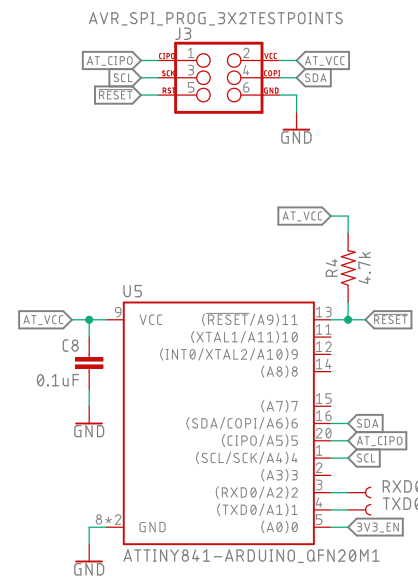 AVR_SPI_PROG_3X2TESTPOINTS
J3
AT_CIPO CIPO 1 2 VCC AT_VCC
SCL SCK 3 4 COPI SDA
RESET RST 5 6 GND
GND
AT_VCC
R4
4.7k
U5
AT_VCC 9 VCC (RESET/A9)11 13 RESET
(XTAL1/A11)10 11
(INT0/XTAL2/A10)9 12
(A8)8 14
C8
0.1uF
(A7)7 15
(SDA/COPI/A6)6 16 SDA
GND
(CIPO/A5)5 20 AT_CIPO
(SCL/SCK/A4)4 1 SCL
(A3)3 2
(RXD0/A2)2 3 RXD0
(TXD0/A1)1 4 TXD0
8*2 GND (A0)0 5 3V3_EN
ATTINY841-ARDUINO_QFN20M1
GND